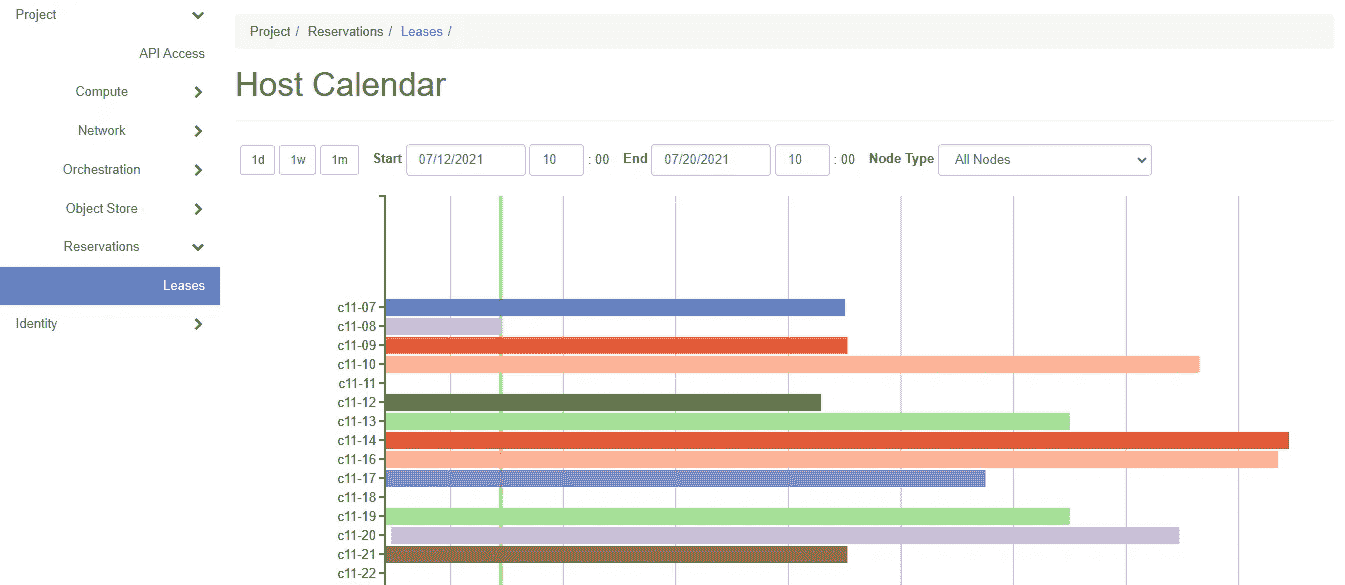 Project
API Access
Compute
Network
Orchestration
Object Store
Reservations
Leases
Identity
Project / Reservations / Leases /
Host Calendar
1d 1w 1m Start 07/12/2021 10 : 00 End 07/20/2021 10 : 00 Node Type All Nodes
c11-07
c11-08
c11-09
c11-10
c11-11
c11-12
c11-13
c11-14
c11-16
c11-17
c11-18
c11-19
c11-20
c11-21
c11-22